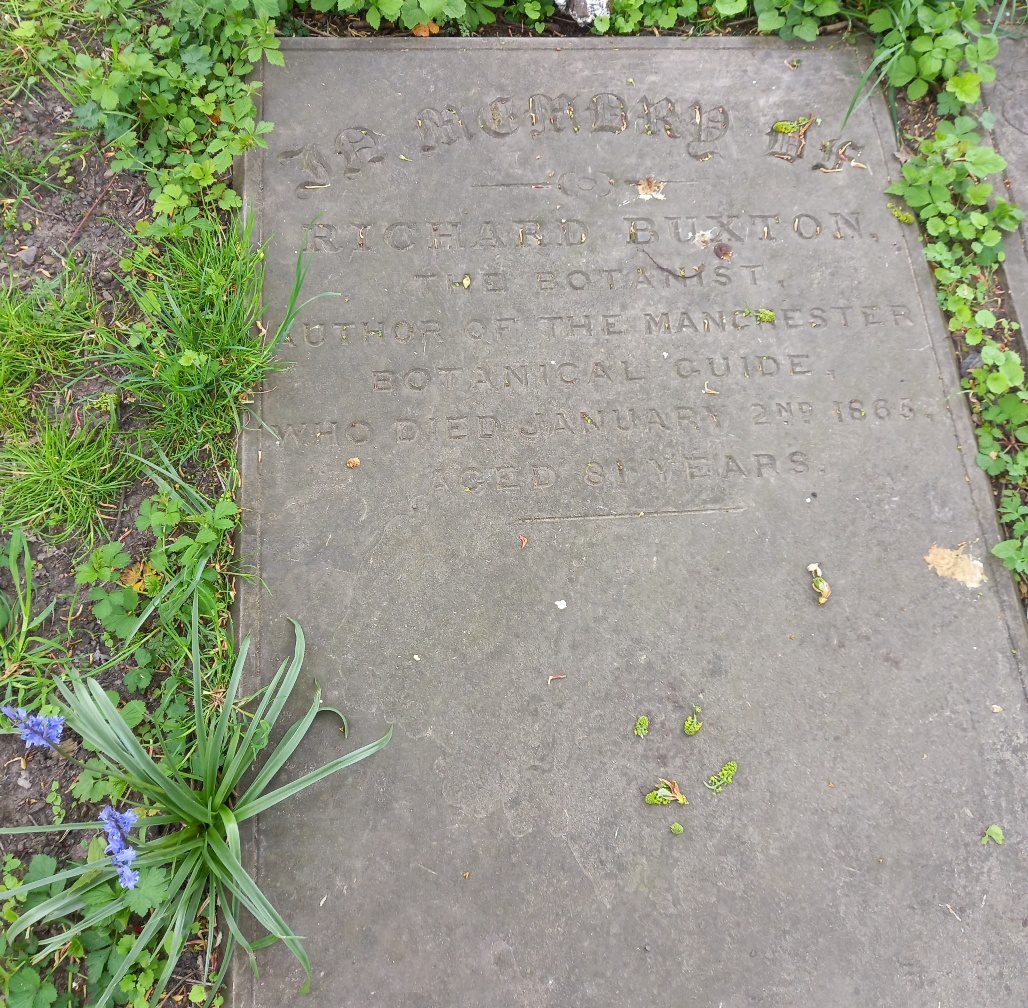 In Memory of
RICHARD BUXTON.
THE BOTANIST,
AUTHOR OF THE MANCHESTER
BOTANICAL GUIDE,
WHO DIED JANUARY 2ND 1865,
AGED 81 YEARS.